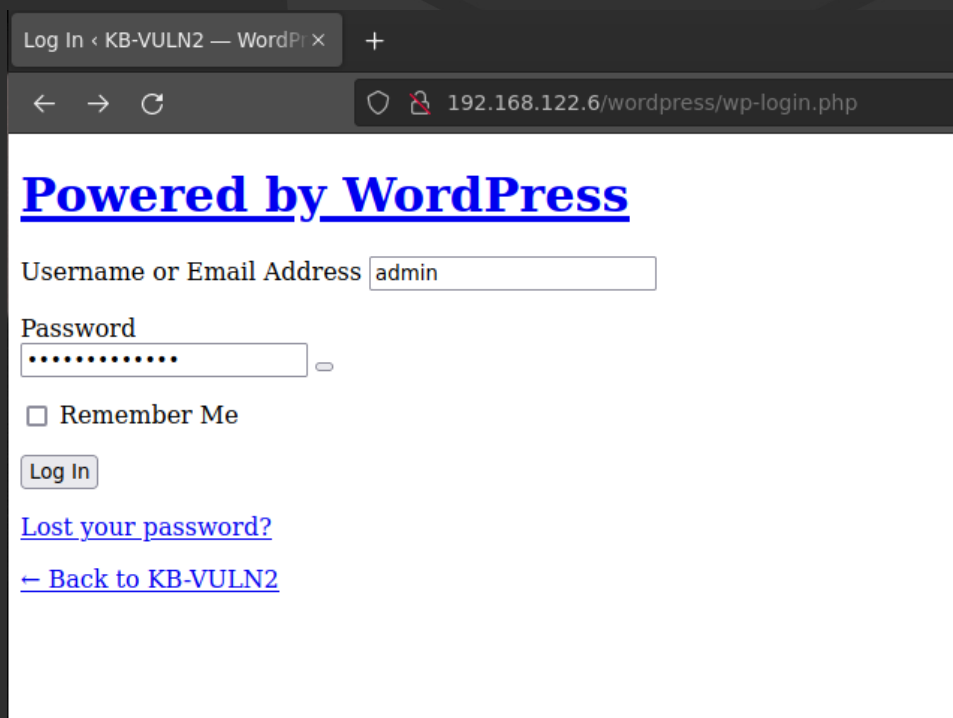 Log In ‹ KB-VULN2 — WordPr
192.168.122.6/wordpress/wp-login.php
Powered by WordPress
Username or Email Address admin
Password
•••••••••••••
Remember Me
Log In
Lost your password?
← Back to KB-VULN2